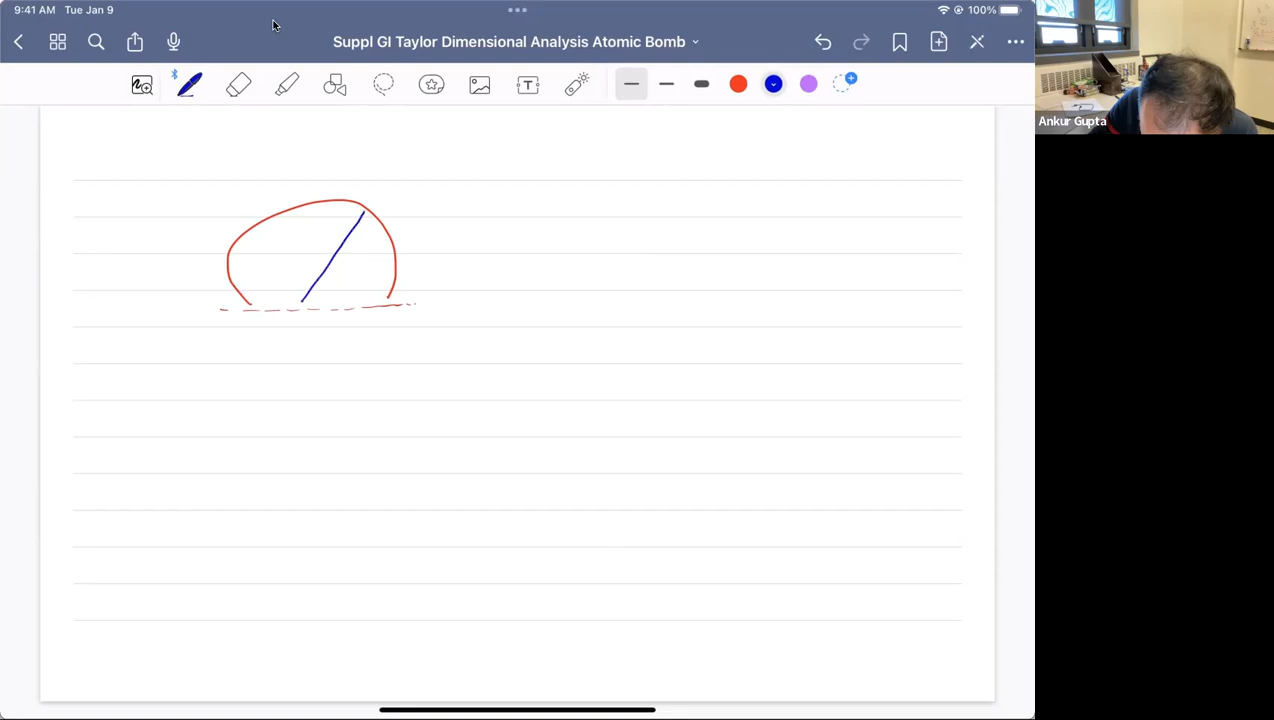 9:41 AM Tue Jan 9
100%
Suppl GI Taylor Dimensional Analysis Atomic Bomb
T
Ankur Gupta